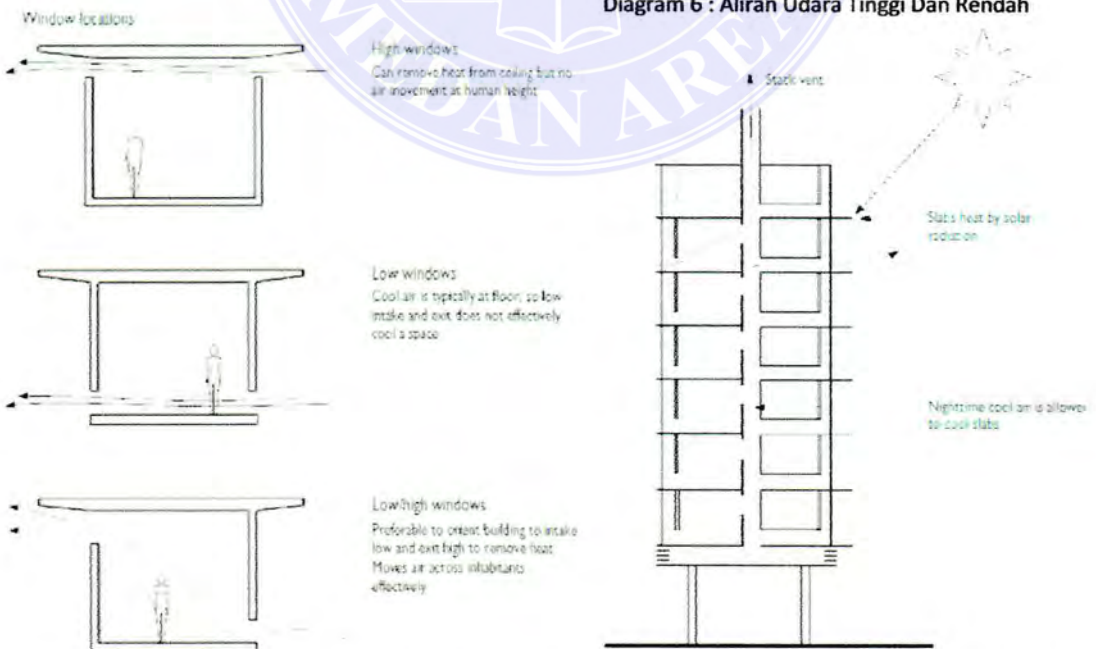 Window locations
High windows
Can remove heat from ceiling but no
air movement at human height
Low windows
Cool air is typically at floor, so low
intake and exit does not effectively
cool a space
Low/high windows
Preferable to orient building to intake
low and exit high to remove heat
Moves air across inhabitants
effectively
Diagram 6 : Aliran Udara Tinggi Dan Rendah
Stack vent
Slabs heat by solar
radiation
Nighttime cool air is allowed
to cool slabs
MEDAN AREA